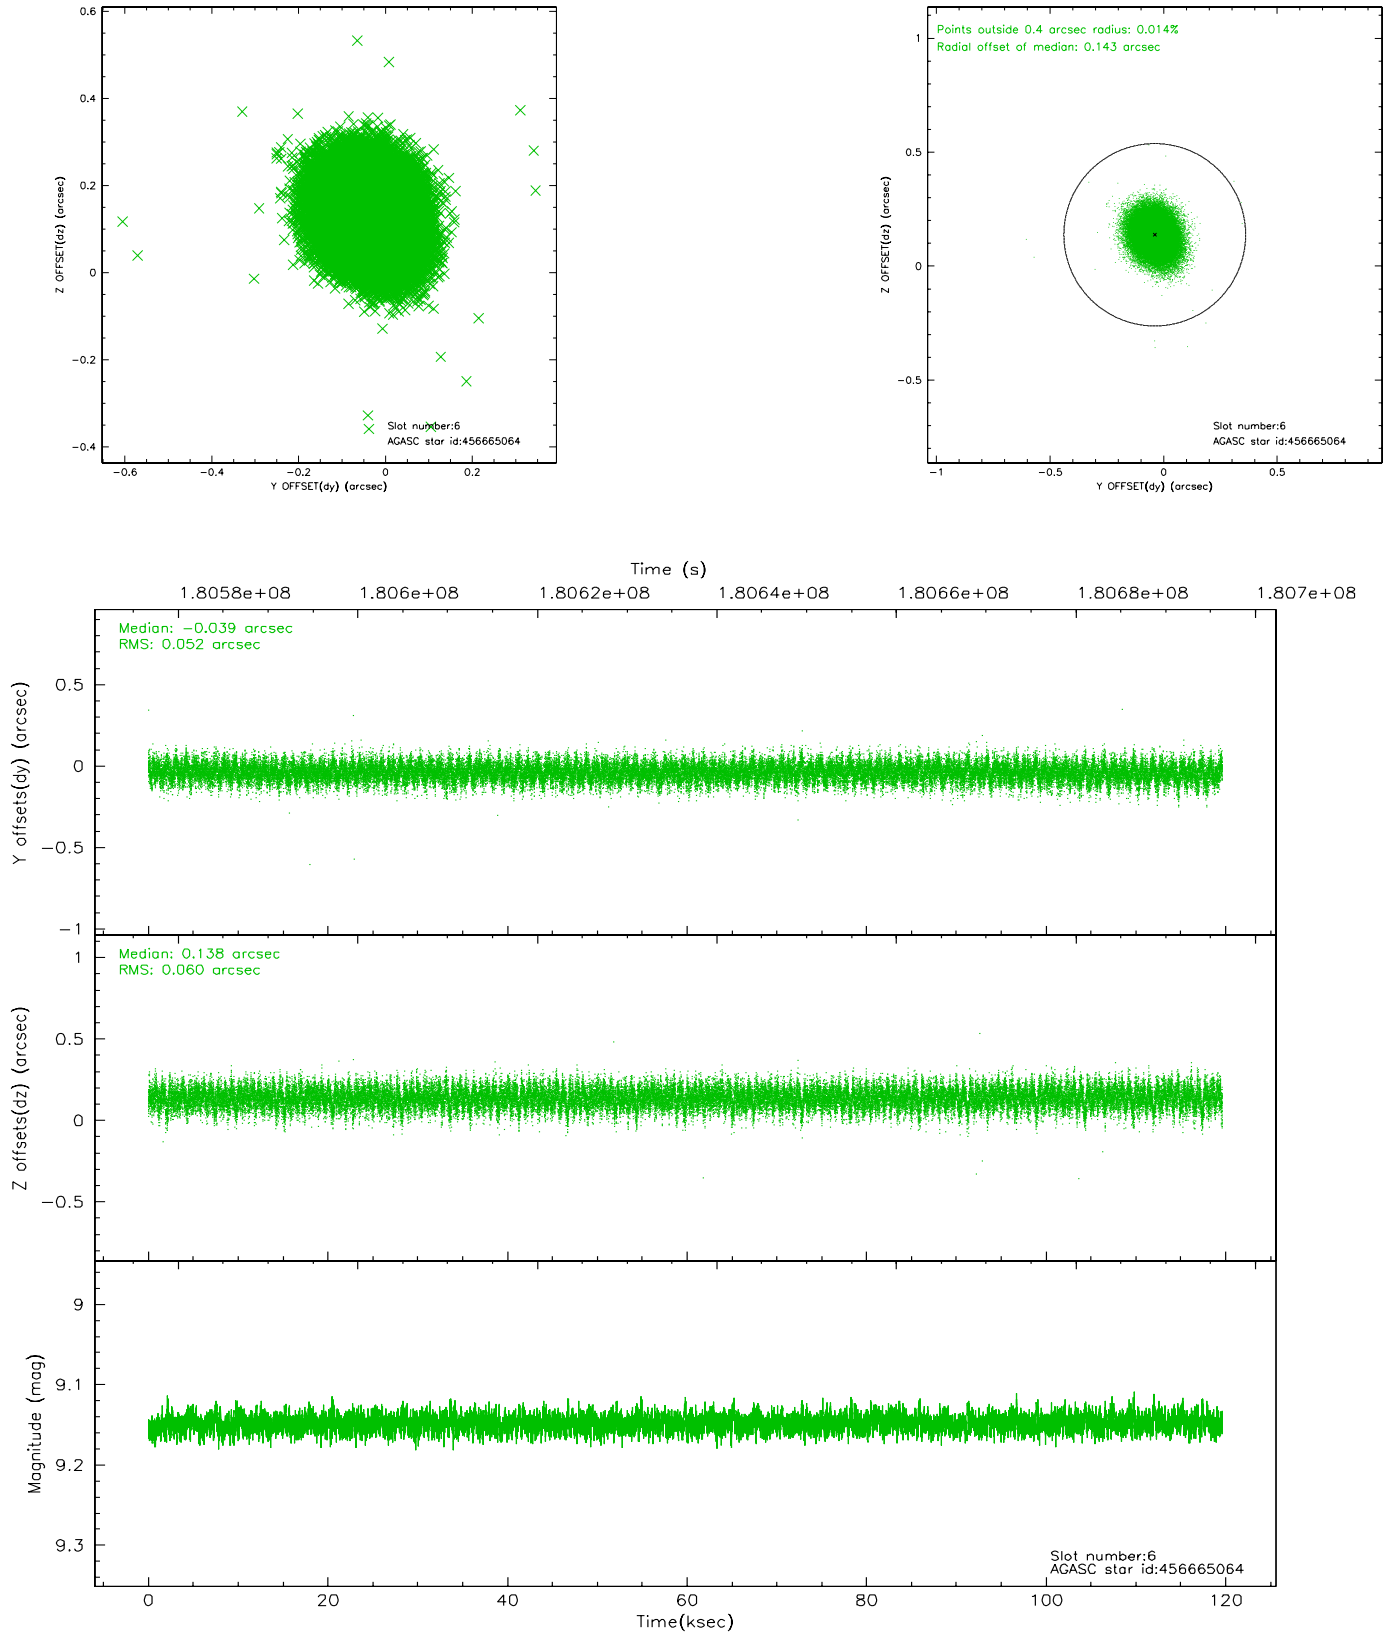 0.6
0.4
0.2
0
−0.2
−0.4
Z OFFSET(dz) (arcsec)
Slot number:6
AGASC star id:456665064
−0.6 −0.4 −0.2 0 0.2
Y OFFSET(dy) (arcsec)
Points outside 0.4 arcsec radius: 0.014%
Radial offset of median: 0.143 arcsec
1
0.5
0
−0.5
Z OFFSET(dz) (arcsec)
Slot number:6
AGASC star id:456665064
−1 −0.5 0 0.5
Y OFFSET(dy) (arcsec)
Time (s)
1.8058e+08 1.806e+08 1.8062e+08 1.8064e+08 1.8066e+08 1.8068e+08 1.807e+08
Median: −0.039 arcsec
RMS: 0.052 arcsec
0.5
0
−0.5
−1
Y offsets(dy) (arcsec)
Median: 0.138 arcsec
RMS: 0.060 arcsec
1
0.5
0
−0.5
Z offsets(dz) (arcsec)
9
9.1
9.2
9.3
Magnitude (mag)
Slot number:6
AGASC star id:456665064
0 20 40 60 80 100 120
Time(ksec)